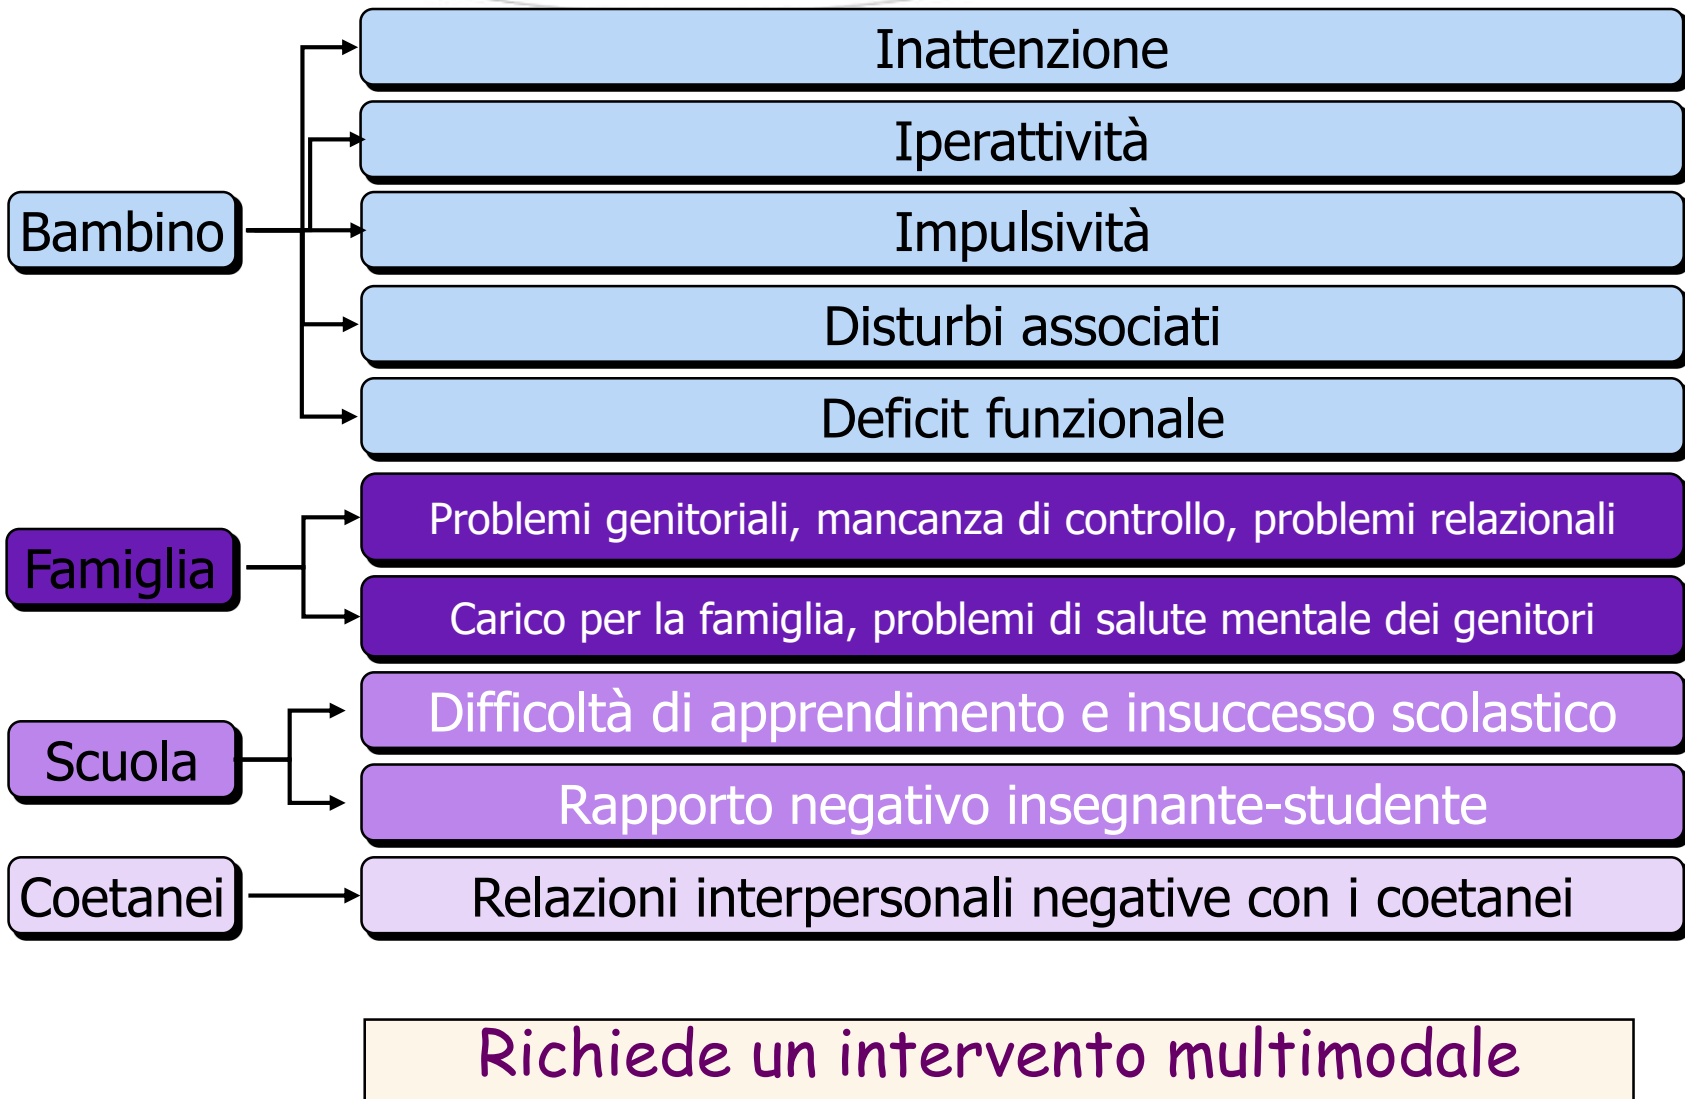 Bambino
Inattenzione
Iperattività
Impulsività
Disturbi associati
Deficit funzionale
Famiglia
Problemi genitoriali, mancanza di controllo, problemi relazionali
Carico per la famiglia, problemi di salute mentale dei genitori
Scuola
Difficoltà di apprendimento e insuccesso scolastico
Rapporto negativo insegnante-studente
Coetanei
Relazioni interpersonali negative con i coetanei
Richiede un intervento multimodale